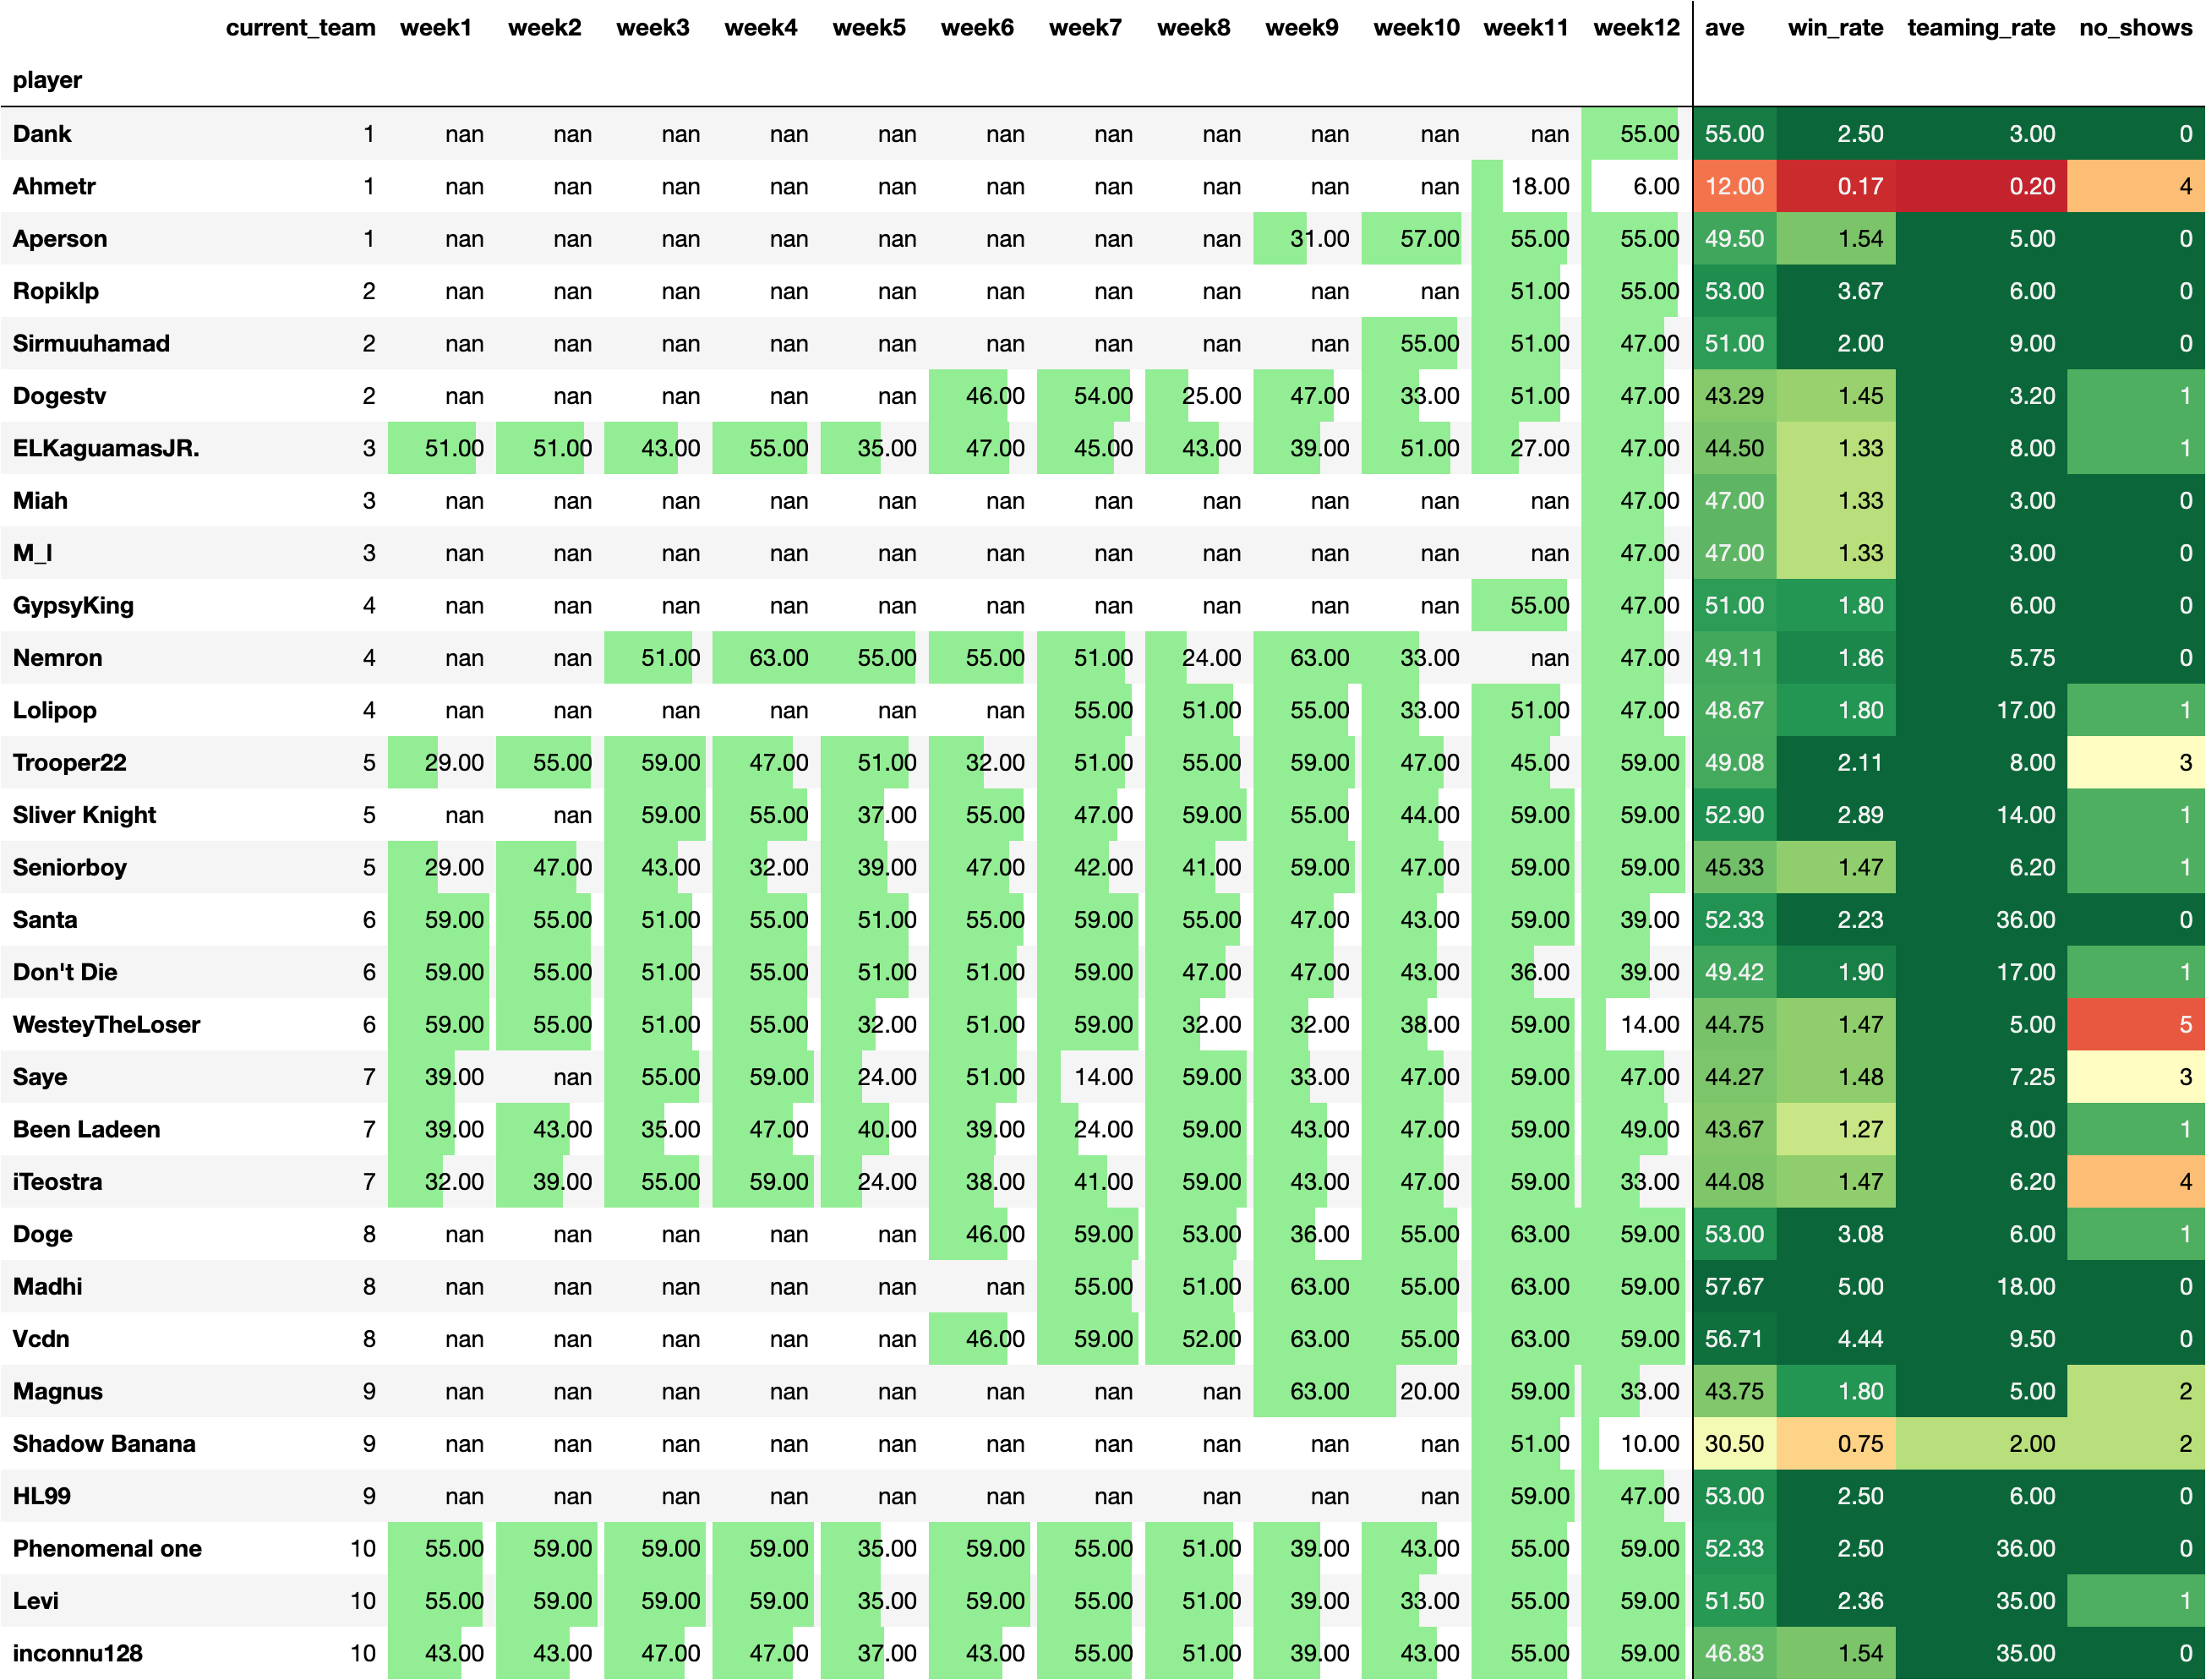 current_team week1 week2 week3 week4 week5 week6 week7 week8 week9 week10 week11 week12 ave win_rate teaming_rate no_shows
player
Dank 1 nan nan nan nan nan nan nan nan nan nan nan 55.00 55.00 2.50 3.00 0
Ahmetr 1 nan nan nan nan nan nan nan nan nan nan 18.00 6.00 12.00 0.17 0.20 4
Aperson 1 nan nan nan nan nan nan nan nan 31.00 57.00 55.00 55.00 49.50 1.54 5.00 0
Ropiklp 2 nan nan nan nan nan nan nan nan nan nan 51.00 55.00 53.00 3.67 6.00 0
Sirmuuhamad 2 nan nan nan nan nan nan nan nan nan 55.00 51.00 47.00 51.00 2.00 9.00 0
Dogestv 2 nan nan nan nan nan 46.00 54.00 25.00 47.00 33.00 51.00 47.00 43.29 1.45 3.20 1
ELKaguamasJR. 3 51.00 51.00 43.00 55.00 35.00 47.00 45.00 43.00 39.00 51.00 27.00 47.00 44.50 1.33 8.00 1
Miah 3 nan nan nan nan nan nan nan nan nan nan nan 47.00 47.00 1.33 3.00 0
M_I 3 nan nan nan nan nan nan nan nan nan nan nan 47.00 47.00 1.33 3.00 0
GypsyKing 4 nan nan nan nan nan nan nan nan nan nan 55.00 47.00 51.00 1.80 6.00 0
Nemron 4 nan nan 51.00 63.00 55.00 55.00 51.00 24.00 63.00 33.00 nan 47.00 49.11 1.86 5.75 0
Lolipop 4 nan nan nan nan nan nan 55.00 51.00 55.00 33.00 51.00 47.00 48.67 1.80 17.00 1
Trooper22 5 29.00 55.00 59.00 47.00 51.00 32.00 51.00 55.00 59.00 47.00 45.00 59.00 49.08 2.11 8.00 3
Sliver Knight 5 nan nan 59.00 55.00 37.00 55.00 47.00 59.00 55.00 44.00 59.00 59.00 52.90 2.89 14.00 1
Seniorboy 5 29.00 47.00 43.00 32.00 39.00 47.00 42.00 41.00 59.00 47.00 59.00 59.00 45.33 1.47 6.20 1
Santa 6 59.00 55.00 51.00 55.00 51.00 55.00 59.00 55.00 47.00 43.00 59.00 39.00 52.33 2.23 36.00 0
Don't Die 6 59.00 55.00 51.00 55.00 51.00 51.00 59.00 47.00 47.00 43.00 36.00 39.00 49.42 1.90 17.00 1
WesteyTheLoser 6 59.00 55.00 51.00 55.00 32.00 51.00 59.00 32.00 32.00 38.00 59.00 14.00 44.75 1.47 5.00 5
Saye 7 39.00 nan 55.00 59.00 24.00 51.00 14.00 59.00 33.00 47.00 59.00 47.00 44.27 1.48 7.25 3
Been Ladeen 7 39.00 43.00 35.00 47.00 40.00 39.00 24.00 59.00 43.00 47.00 59.00 49.00 43.67 1.27 8.00 1
iTeostra 7 32.00 39.00 55.00 59.00 24.00 38.00 41.00 59.00 43.00 47.00 59.00 33.00 44.08 1.47 6.20 4
Doge 8 nan nan nan nan nan 46.00 59.00 53.00 36.00 55.00 63.00 59.00 53.00 3.08 6.00 1
Madhi 8 nan nan nan nan nan nan 55.00 51.00 63.00 55.00 63.00 59.00 57.67 5.00 18.00 0
Vcdn 8 nan nan nan nan nan 46.00 59.00 52.00 63.00 55.00 63.00 59.00 56.71 4.44 9.50 0
Magnus 9 nan nan nan nan nan nan nan nan 63.00 20.00 59.00 33.00 43.75 1.80 5.00 2
Shadow Banana 9 nan nan nan nan nan nan nan nan nan nan 51.00 10.00 30.50 0.75 2.00 2
HL99 9 nan nan nan nan nan nan nan nan nan nan 59.00 47.00 53.00 2.50 6.00 0
Phenomenal one 10 55.00 59.00 59.00 59.00 35.00 59.00 55.00 51.00 39.00 43.00 55.00 59.00 52.33 2.50 36.00 0
Levi 10 55.00 59.00 59.00 59.00 35.00 59.00 55.00 51.00 39.00 33.00 55.00 59.00 51.50 2.36 35.00 1
inconnu128 10 43.00 43.00 47.00 47.00 37.00 43.00 55.00 51.00 39.00 43.00 55.00 59.00 46.83 1.54 35.00 0